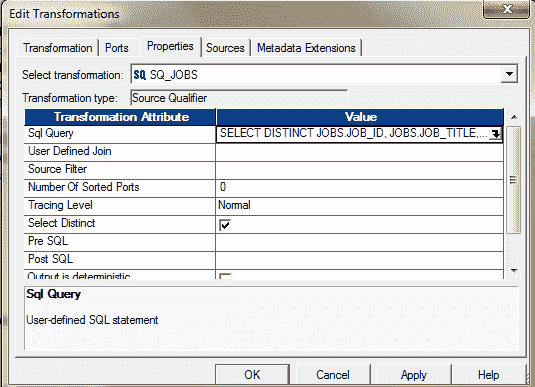 Edit Transformations
Transformation Ports Properties Sources Metadata Extensions
Select transformation: SQ SQ_JOBS
Transformation type: Source Qualifier
Transformation Attribute Value
Sql Query SELECT DISTINCT JOBS.JOB_ID, JOBS.JOB_TITLE,...
User Defined Join
Source Filter
Number Of Sorted Ports 0
Tracing Level Normal
Select Distinct
Pre SQL
Post SQL
Output is deterministic
Sql Query
User-defined SQL statement
OK Cancel Apply Help